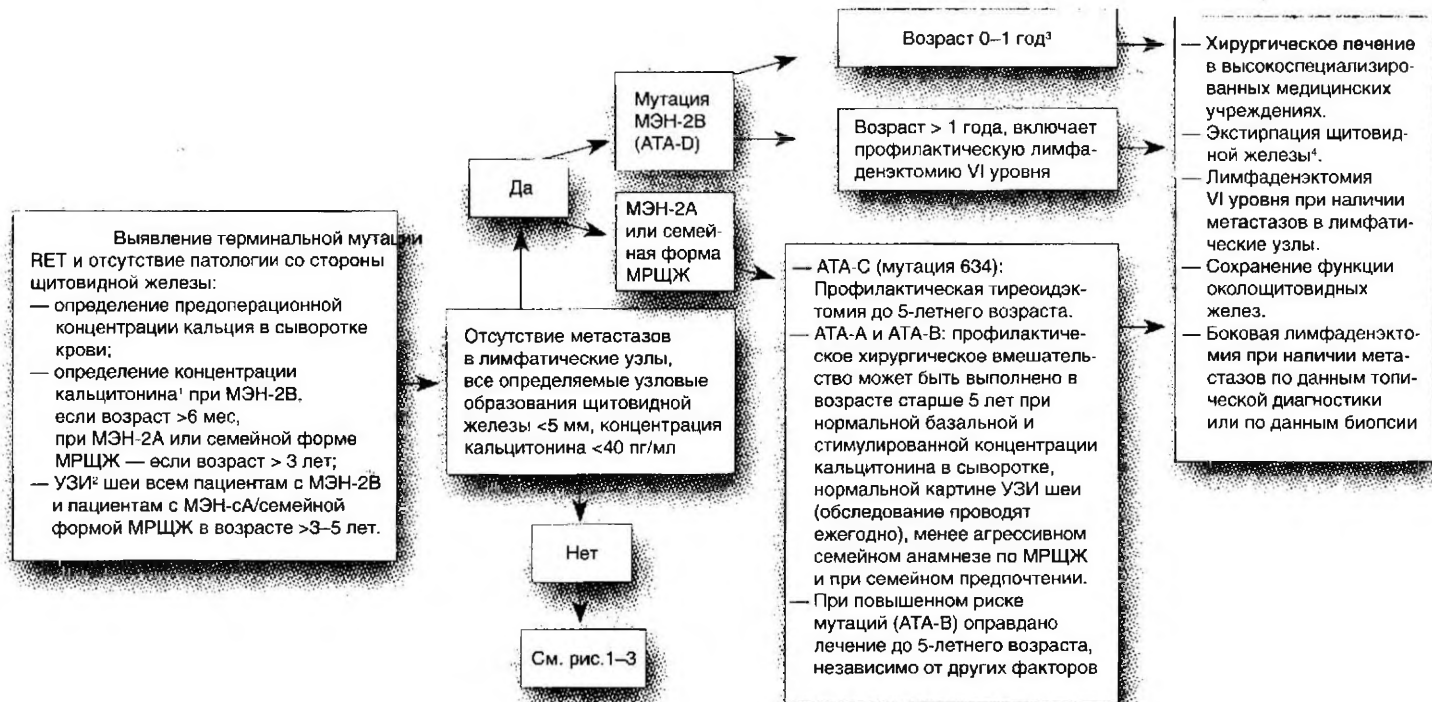 Выявление терминальной мутации
RET и отсутствие патологии со стороны
щитовидной железы:
— определение предоперационной
концентрации кальция в сыворотке
крови;
— определение концентрации
кальцитонина¹ при МЭН-2В,
если возраст >6 мес,
при МЭН-2А или семейной форме
МРЩЖ — если возраст > 3 лет;
— УЗИ² шеи всем пациентам с МЭН-2В
и пациентам с МЭН-сА/семейной
формой МРЩЖ в возрасте >3–5 лет.
Отсутствие метастазов
в лимфатические узлы,
все определяемые узловые
образования щитовидной
железы <5 мм, концентрация
кальцитонина <40 пг/мл
Да
Нет
См. рис.1–3
Мутация
МЭН-2В
(АТА-D)
МЭН-2А
или семей-
ная форма
МРЩЖ
Возраст 0–1 год³
Возраст > 1 года, включает
профилактическую лимфа-
денэктомию VI уровня
— АТА-С (мутация 634):
Профилактическая тиреоидэк-
томия до 5-летнего возраста.
— АТА-А и АТА-В: профилактиче-
ское хирургическое вмешатель-
ство может быть выполнено в
возрасте старше 5 лет при
нормальной базальной и
стимулированной концентрации
кальцитонина в сыворотке,
нормальной картине УЗИ шеи
(обследование проводят
ежегодно), менее агрессивном
семейном анамнезе по МРЩЖ
и при семейном предпочтении.
— При повышенном риске
мутаций (АТА-В) оправдано
лечение до 5-летнего возраста,
независимо от других факторов
— Хирургическое лечение
в высокоспециализиро-
ванных медицинских
учреждениях.
— Экстирпация щитовид-
ной железы⁴.
— Лимфаденэктомия
VI уровня при наличии
метастазов в лимфати-
ческие узлы.
— Сохранение функции
околощитовидных
желез.
— Боковая лимфаденэкто-
мия при наличии мета-
стазов по данным топи-
ческой диагностики
или по данным биопсии